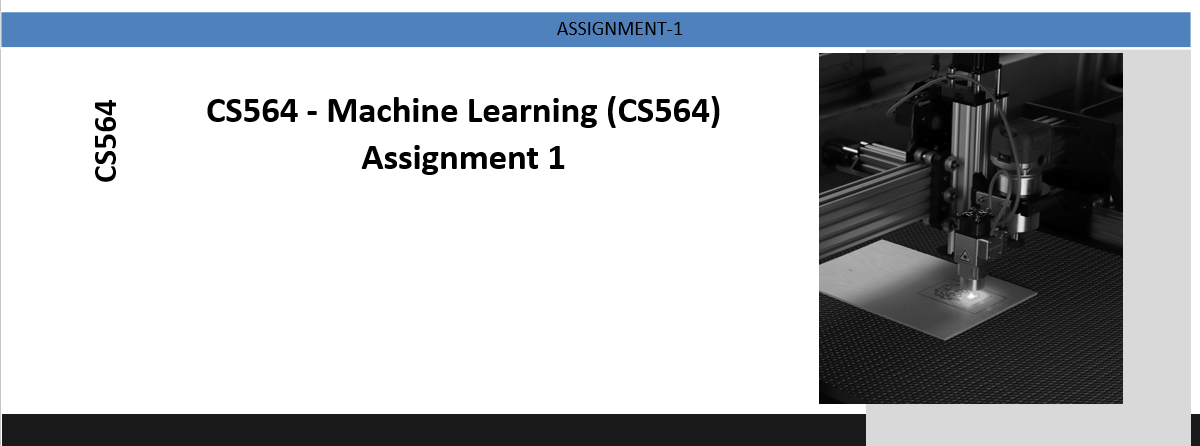 ASSIGNMENT-1
CS564
CS564 - Machine Learning (CS564)
Assignment 1